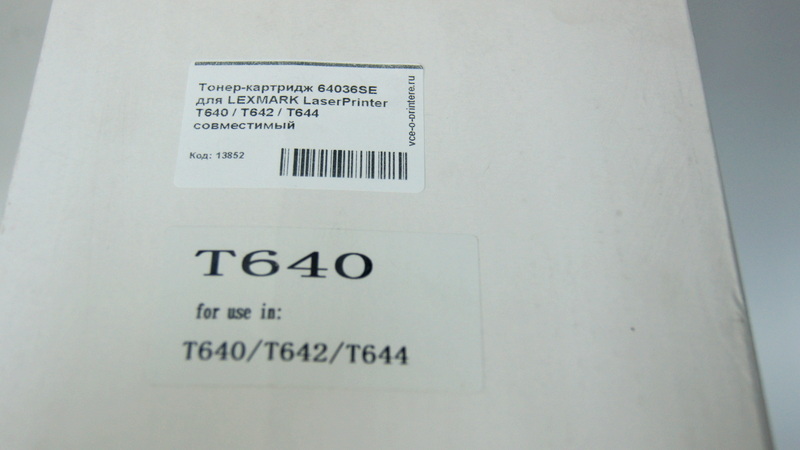 Тонер-картридж 64036SE
для LEXMARK LaserPrinter
T640 / T642 / T644
совместимый
Код: 13852
vce-o-printere.ru
T640
for use in:
T640/T642/T644